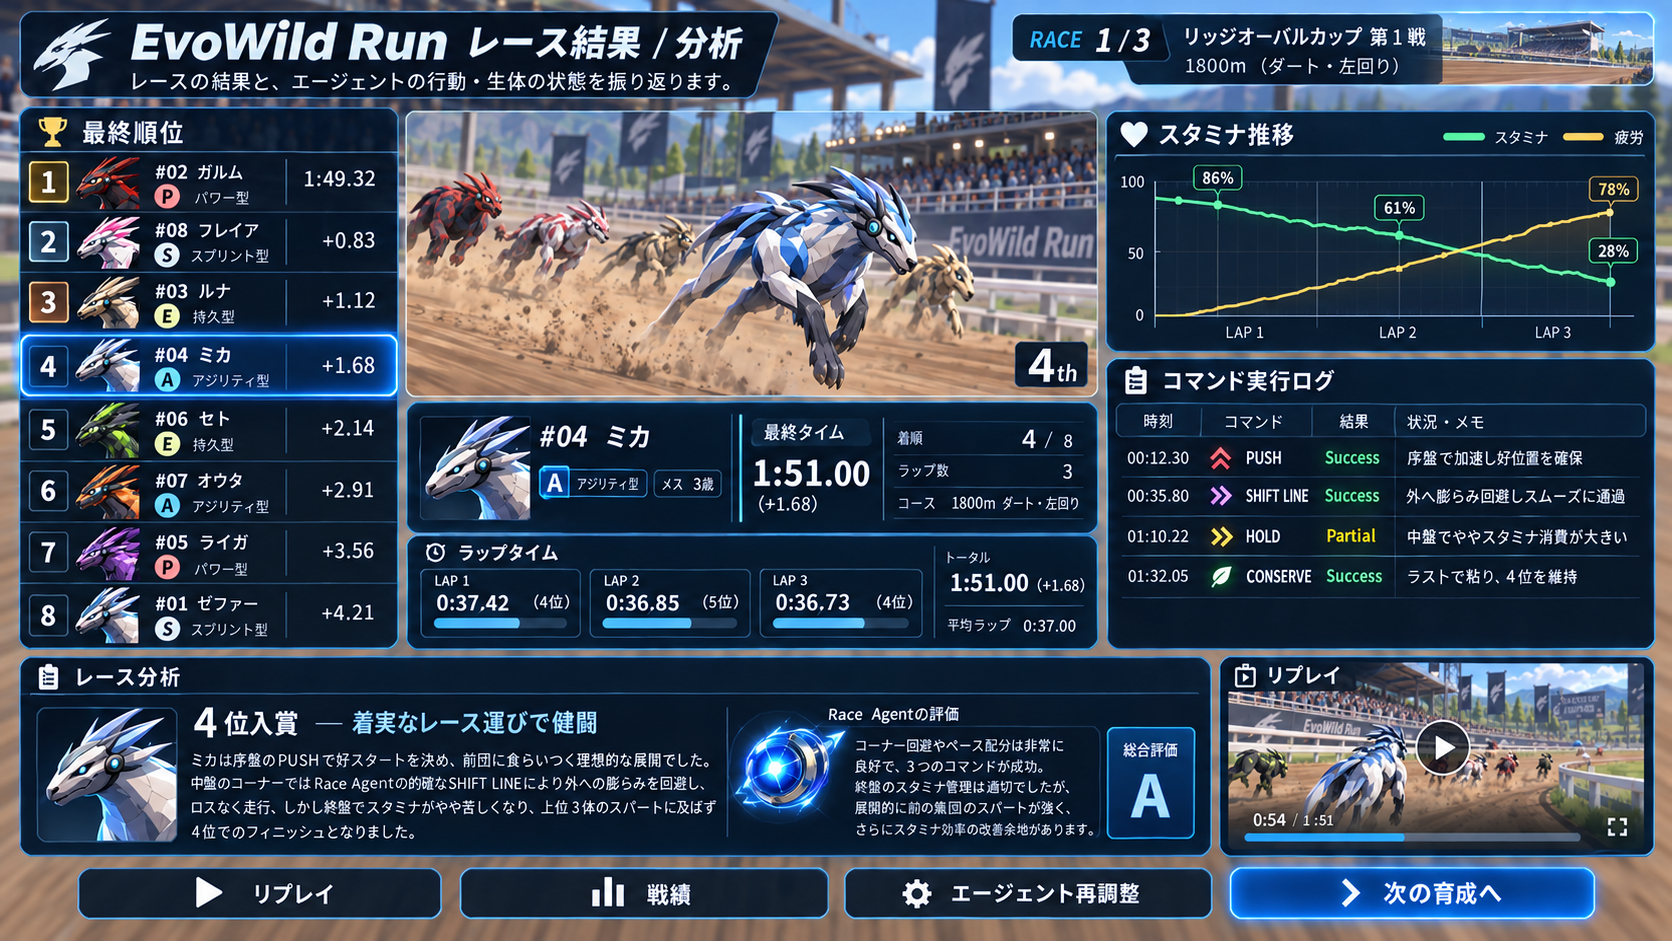 EvoWild Run レース結果 / 分析
レースの結果と、エージェントの行動・生体の状態を振り返ります。
RACE 1 / 3
リッジオーバルカップ 第1戦
1800m（ダート・左回り）
最終順位
1 #02 ガルム 1:49.32
P パワー型
2 #08 フレイア +0.83
S スプリント型
3 #03 ルナ +1.12
E 持久型
4 #04 ミカ +1.68
A アジリティ型
5 #06 セト +2.14
E 持久型
6 #07 オウタ +2.91
A アジリティ型
7 #05 ライガ +3.56
P パワー型
8 #01 ゼファー +4.21
S スプリント型
EvoWild Run
4th
#04 ミカ
A アジリティ型 メス 3歳
最終タイム
1:51.00
(+1.68)
着順 4 / 8
ラップ数 3
コース 1800m ダート・左回り
ラップタイム
LAP 1
0:37.42 (4位)
LAP 2
0:36.85 (5位)
LAP 3
0:36.73 (4位)
トータル
1:51.00 (+1.68)
平均ラップ 0:37.00
スタミナ推移
スタミナ 疲労
100
50
0
86%
61%
78%
28%
LAP 1 LAP 2 LAP 3
コマンド実行ログ
時刻 コマンド 結果 状況・メモ
00:12.30 PUSH Success 序盤で加速し好位置を確保
00:35.80 SHIFT LINE Success 外へ膨らみ回避しスムーズに通過
01:10.22 HOLD Partial 中盤でややスタミナ消費が大きい
01:32.05 CONSERVE Success ラストで粘り、4位を維持
レース分析
4位入賞 ― 着実なレース運びで健闘
ミカは序盤のPUSHで好スタートを決め、前団に食らいつく理想的な展開でした。
中盤のコーナーではRace Agentの的確なSHIFT LINEにより外への膨らみを回避し、
ロスなく走行、しかし終盤でスタミナがやや苦しくなり、上位3体のスパートに及ばず
4位でのフィニッシュとなりました。
Race Agentの評価
コーナー回避やペース配分は非常に
良好で、3つのコマンドが成功。
終盤のスタミナ管理は適切でしたが、
展開的に前の集団のスパートが強く、
さらにスタミナ効率の改善余地があります。
総合評価
A
リプレイ
EvoWild Run
0:54 / 1:51
リプレイ
戦績
エージェント再調整
次の育成へ